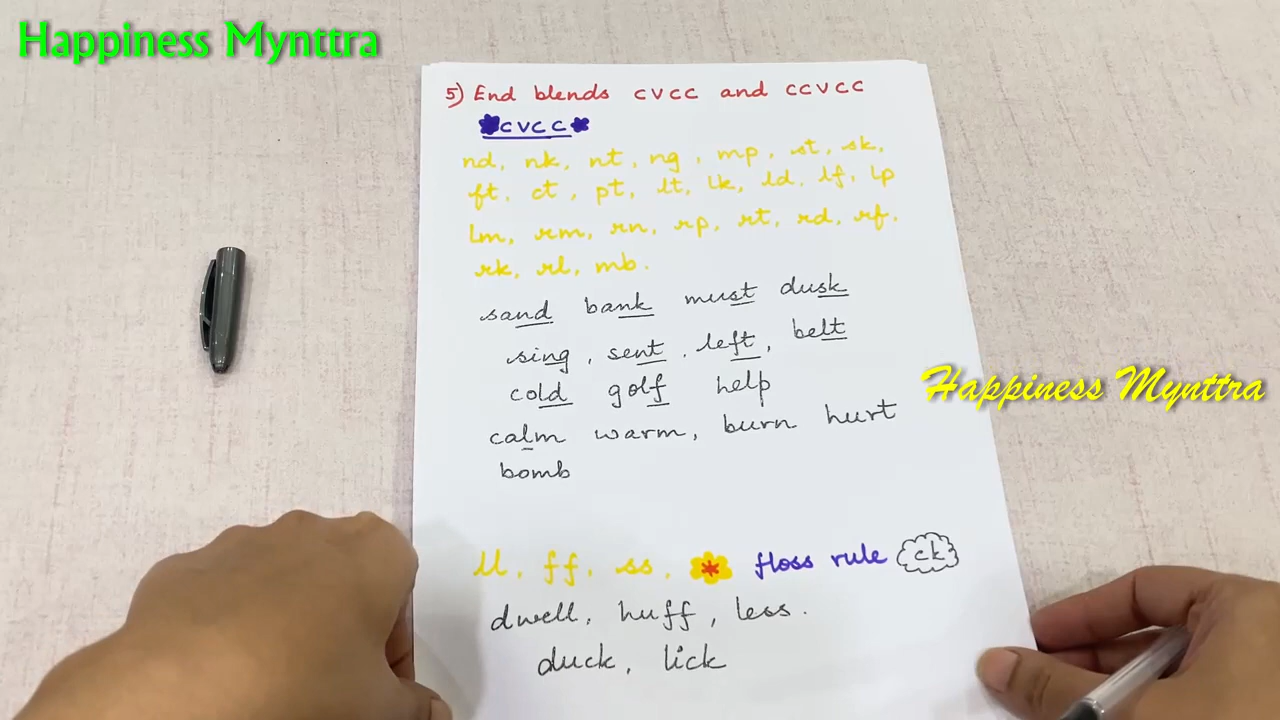 Happiness Mynttra
5) End blends CVCC and CCVCC
CVCC
nd, nk, nt, ng, mp, st, sk,
ft, ct, pt, lt, lk, ld, lf, lp
lm, rm, rn, rp, rt, rd, rf,
rk, rl, mb.
sand bank must dusk
sing, sent, left, belt
cold golf help
Happiness Mynttra
calm warm, burn hurt
bomb
ll, ff, ss, floss rule ck
dwell, huff, less.
duck, lick